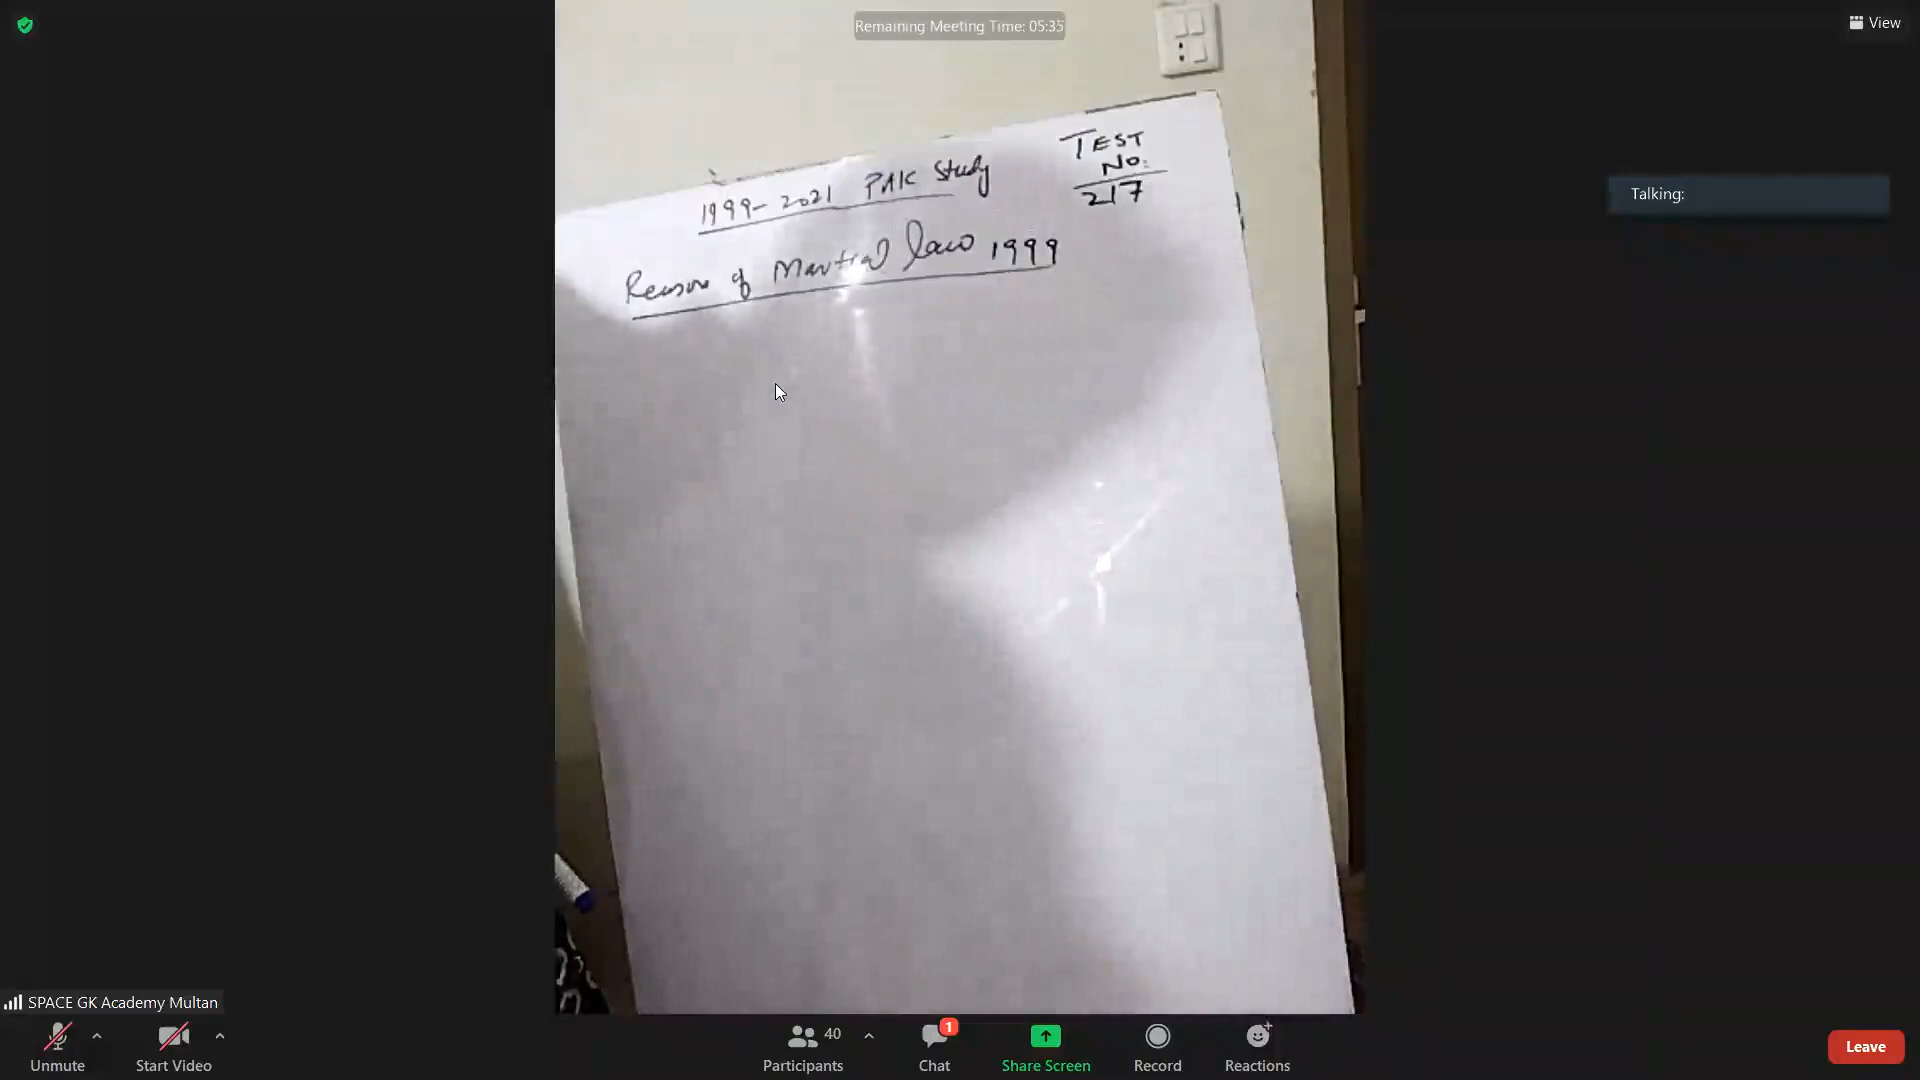 Remaining Meeting Time: 05:35
View
TEST
No:
217
1999-2021 PAK Study
Reason of Martial law 1999
Talking:
SPACE GK Academy Multan
Unmute
Start Video
40
Participants
1
Chat
Share Screen
Record
Reactions
Leave